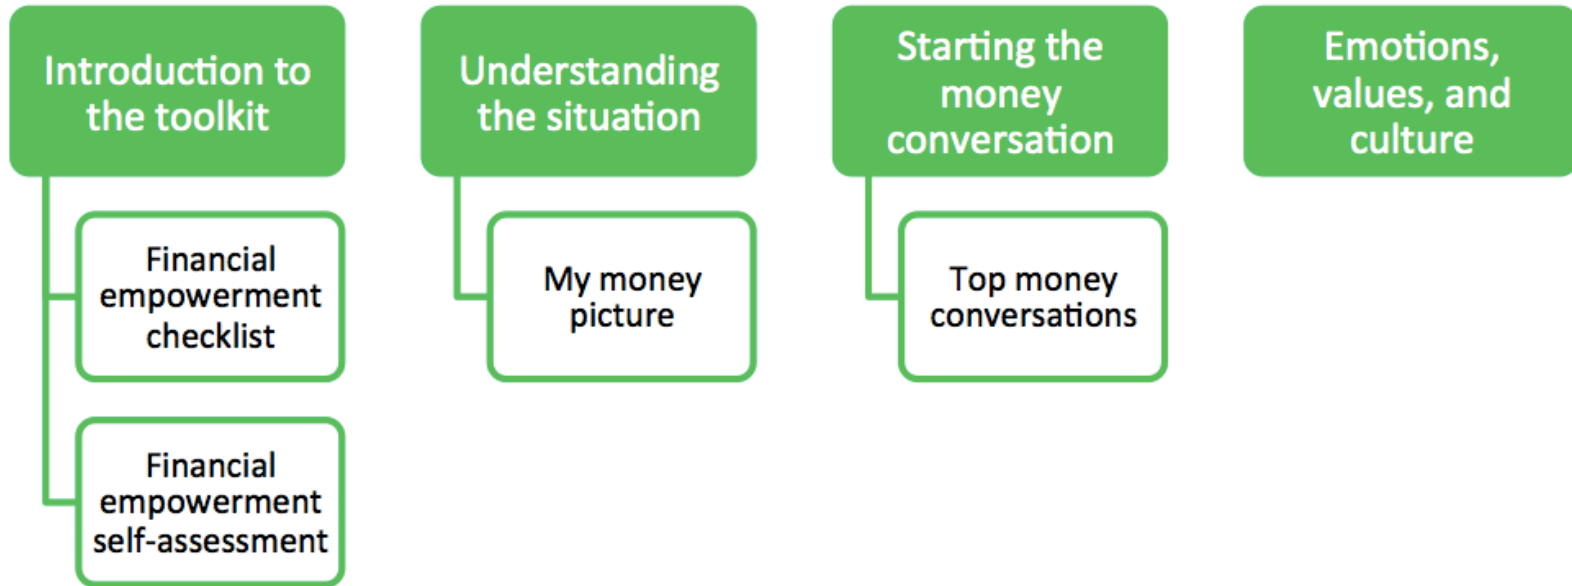 Introduction to
the toolkit
Financial
empowerment
checklist
Financial
empowerment
self-assessment
Understanding
the situation
My money
picture
Starting the
money
conversation
Top money
conversations
Emotions,
values, and
culture